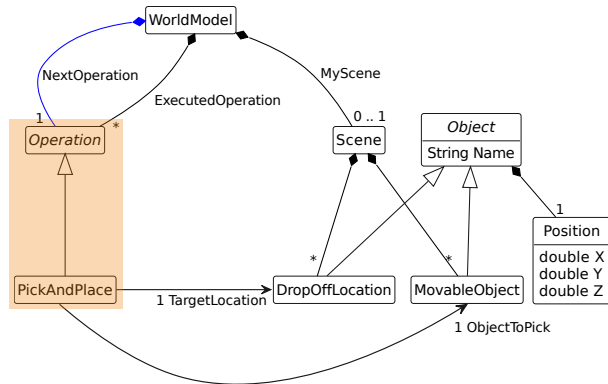 WorldModel
NextOperation
MyScene
ExecutedOperation
1
*
0 .. 1
Operation
Scene
Object
String Name
1
Position
double X
double Y
double Z
*
*
PickAndPlace
DropOffLocation
MovableObject
1 TargetLocation
1 ObjectToPick